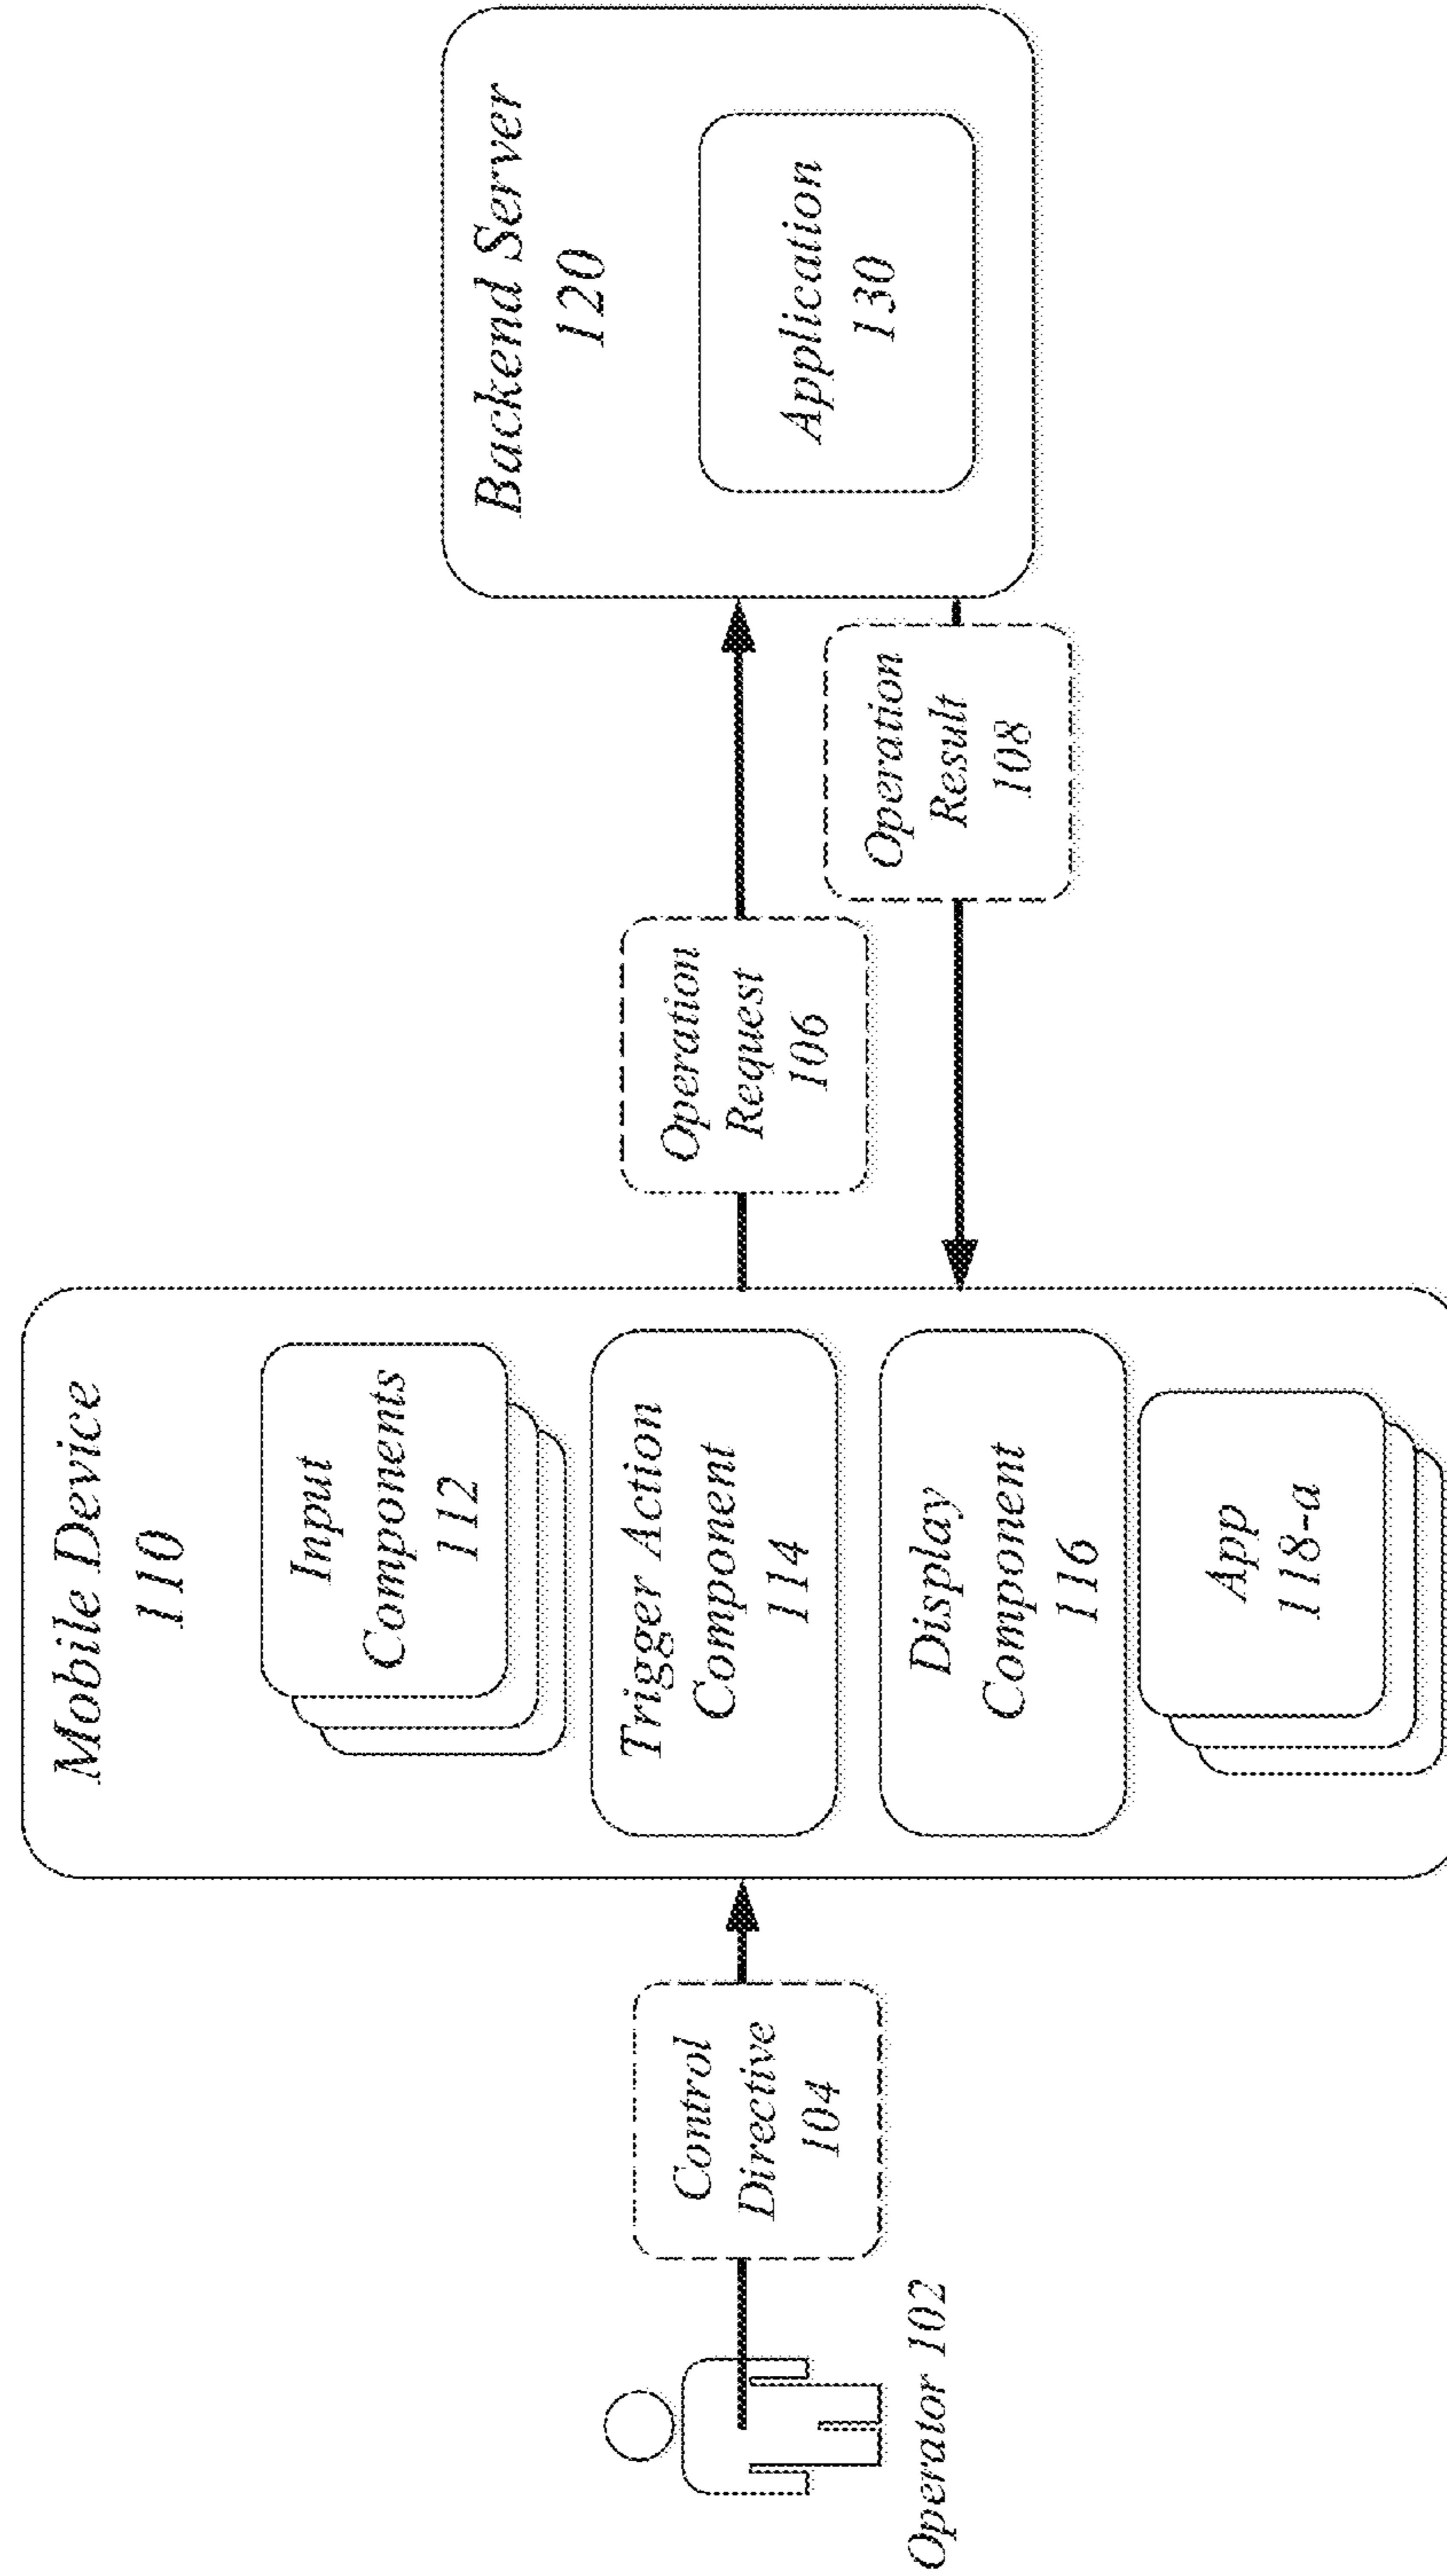 Mobile Device
110
Input
Components
112
Trigger Action
Component
114
Display
Component
116
App
118-a
Control
Directive
104
Operator 102
Operation
Request
106
Operation
Result
108
Backend Server
120
Application
130